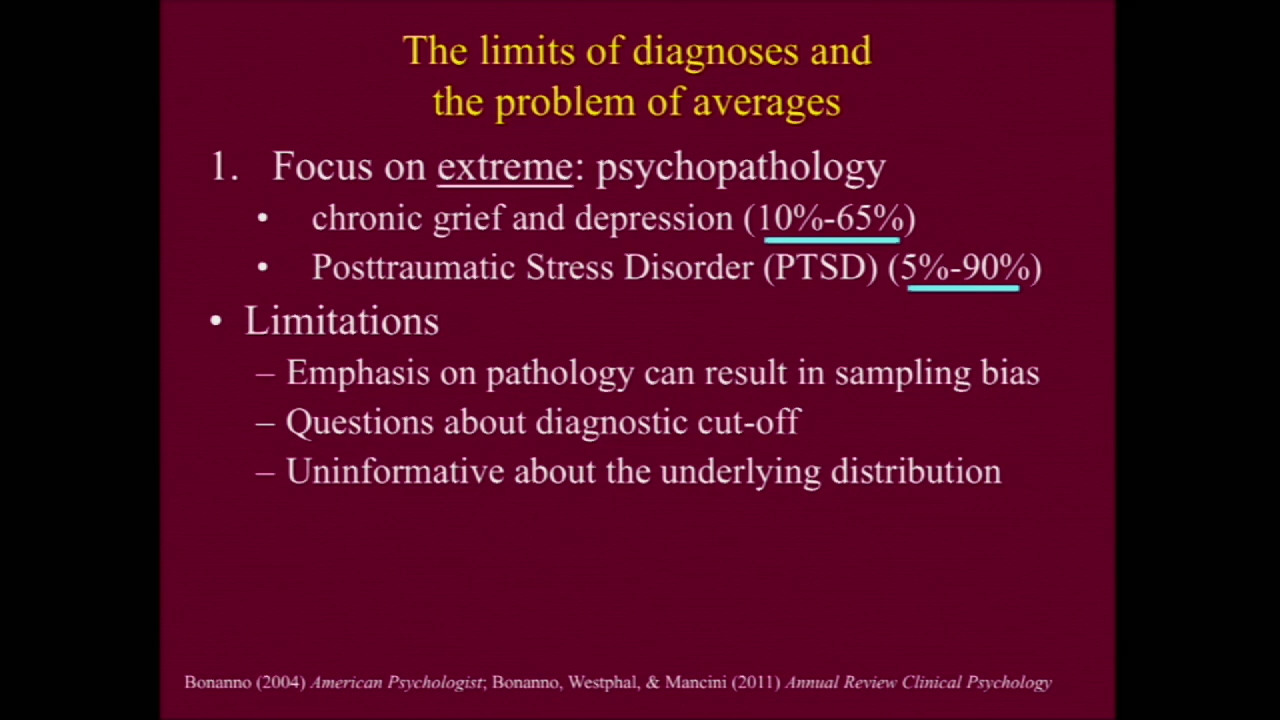 The limits of diagnoses and
the problem of averages
1. Focus on extreme: psychopathology
• chronic grief and depression (10%-65%)
• Posttraumatic Stress Disorder (PTSD) (5%-90%)
• Limitations
– Emphasis on pathology can result in sampling bias
– Questions about diagnostic cut-off
– Uninformative about the underlying distribution
Bonanno (2004) American Psychologist; Bonanno, Westphal, & Mancini (2011) Annual Review Clinical Psychology